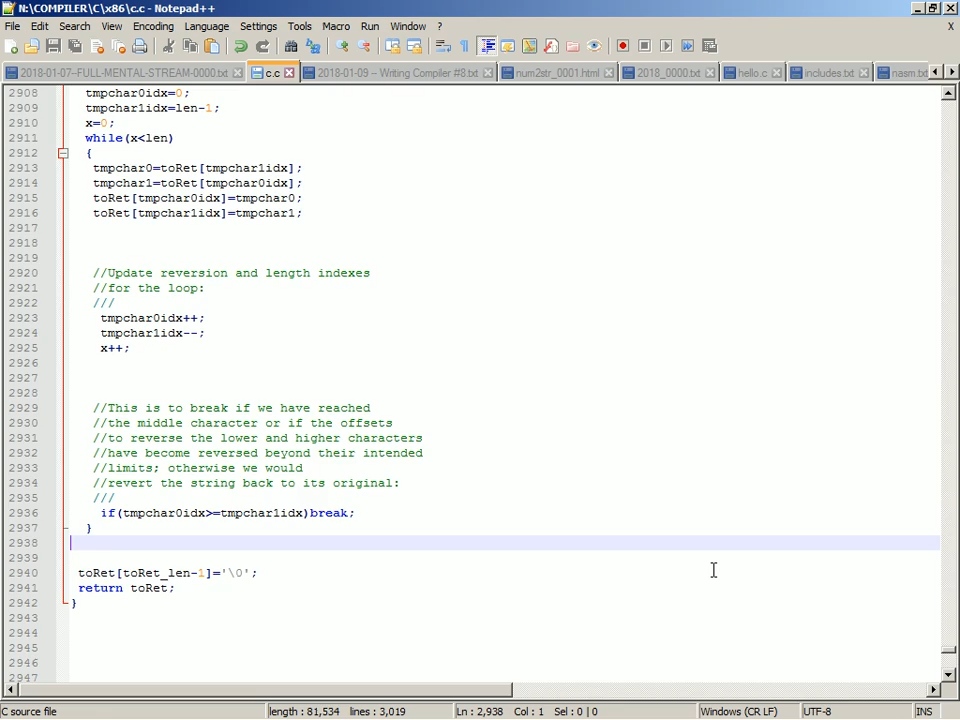 N:\COMPILER\C\x86\c.c - Notepad++
File Edit Search View Encoding Language Settings Tools Macro Run Window ? X
2018-01-07-FULL-MENTAL-STREAM-0000.txt c.c 2018-01-09 – Writing Compiler #8.txt num2str_0001.html 2018_0000.txt hello.c includes.txt nasm.
2908 tmpchar0idx=0;
2909 tmpchar1idx=len-1;
2910 x=0;
2911 while(x<len)
2912 {
2913 tmpchar0=toRet[tmpchar1idx];
2914 tmpchar1=toRet[tmpchar0idx];
2915 toRet[tmpchar0idx]=tmpchar0;
2916 toRet[tmpchar1idx]=tmpchar1;
2917
2918
2919
2920 //Update reversion and length indexes
2921 //for the loop:
2922 ///
2923 tmpchar0idx++;
2924 tmpchar1idx--;
2925 x++;
2926
2927
2928
2929 //This is to break if we have reached
2930 //the middle character or if the offsets
2931 //to reverse the lower and higher characters
2932 //have become reversed beyond their intended
2933 //limits; otherwise we would
2934 //revert the string back to its original:
2935 ///
2936 if(tmpchar0idx>=tmpchar1idx)break;
2937 }
2938
2939
2940 toRet[toRet_len-1]='\0';
2941 return toRet;
2942 }
2943
2944
2945
2946
2947
C source file length : 81,534 lines : 3,019 Ln : 2,938 Col : 1 Sel : 0 | 0 Windows (CR LF) UTF-8 INS